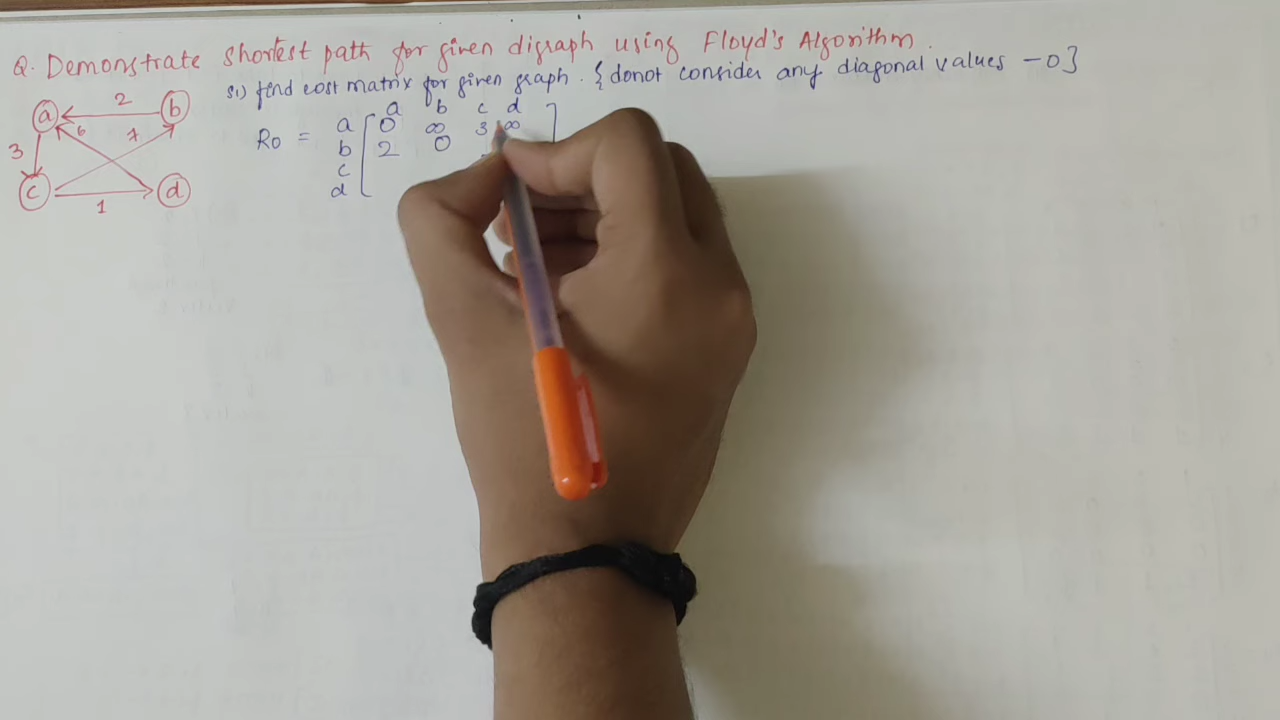 Q. Demonstrate shortest path for given digraph using Floyd's Algorithm.
S1) find cost matrix for given graph. {donot consider any diagonal values - 0}
a 2 b
6 7
3
c 1 d
a b c d
R0 = a 0 ∞ 3 ∞
b 2 0
c
d